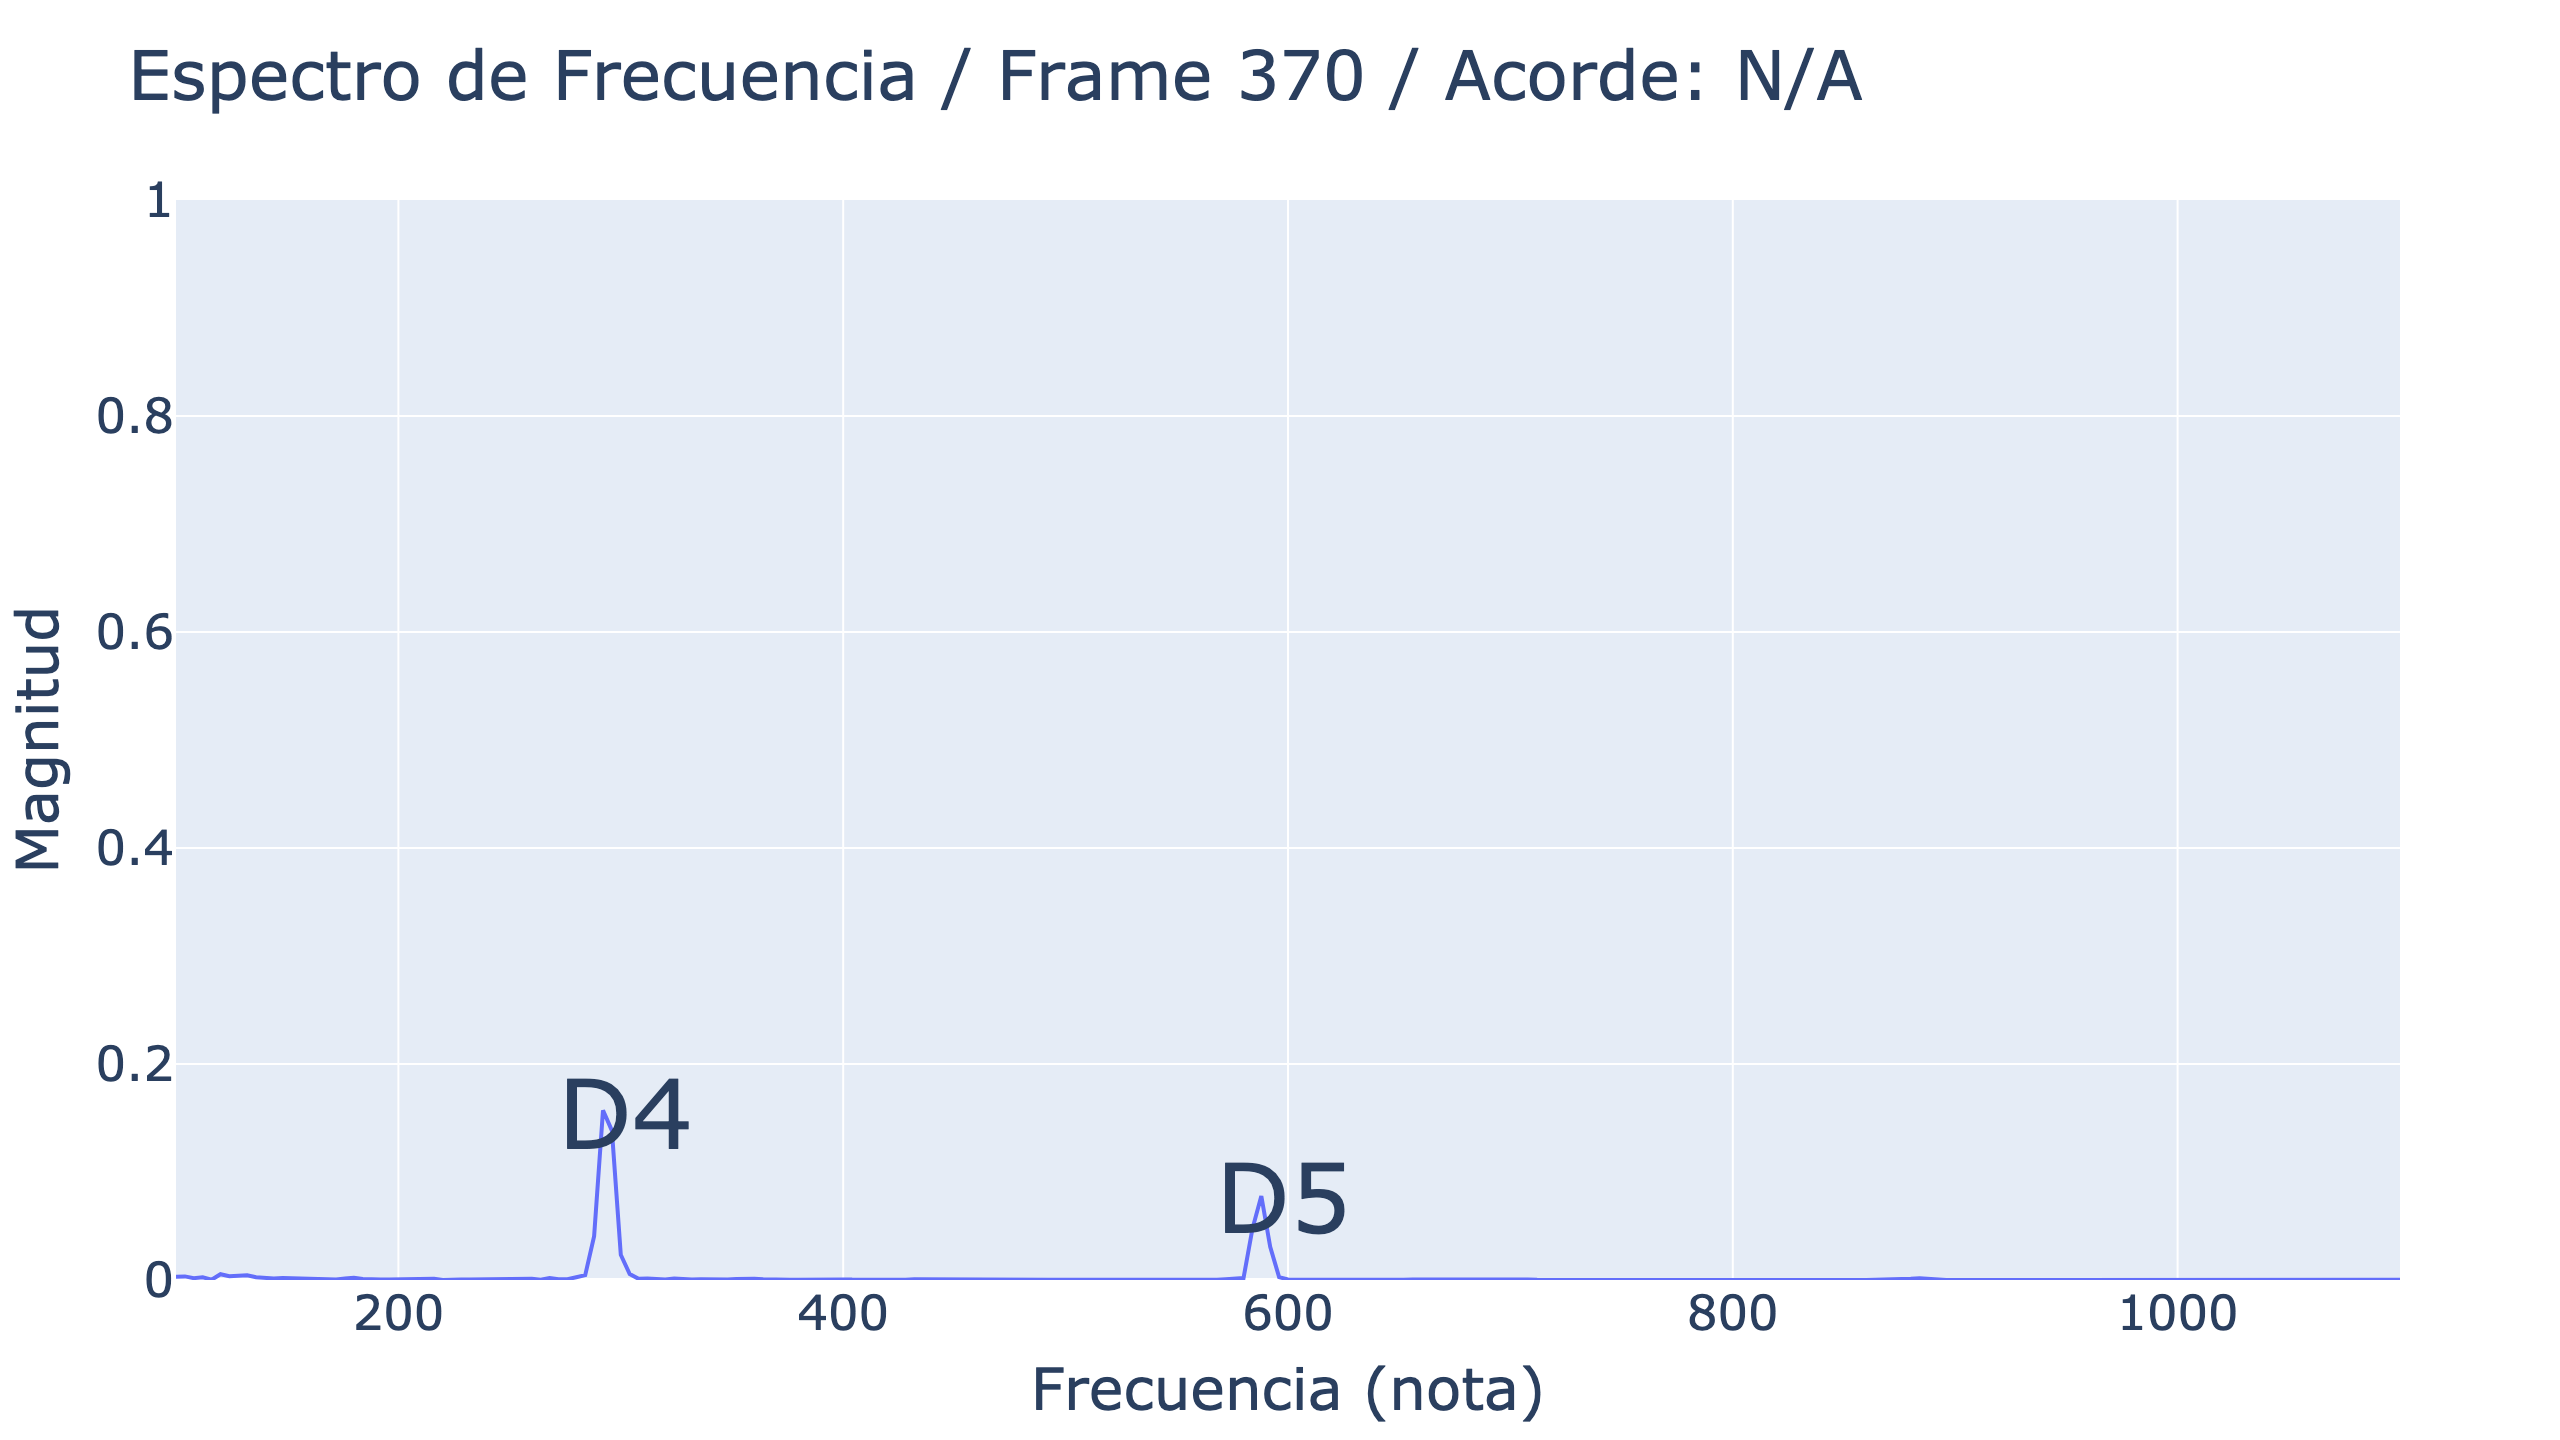 Espectro de Frecuencia / Frame 370 / Acorde: N/A
1
0.8
0.6
0.4
0.2
0
Magnitud
D4
D5
200 400 600 800 1000
Frecuencia (nota)